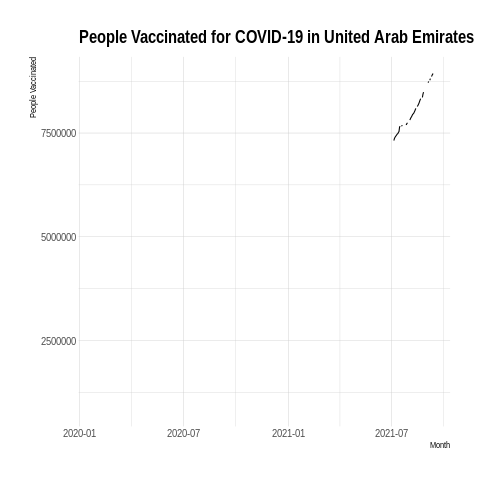 People Vaccinated for COVID-19 in United Arab Emirates
People Vaccinated
7500000
5000000
2500000
2020-01 2020-07 2021-01 2021-07
Month